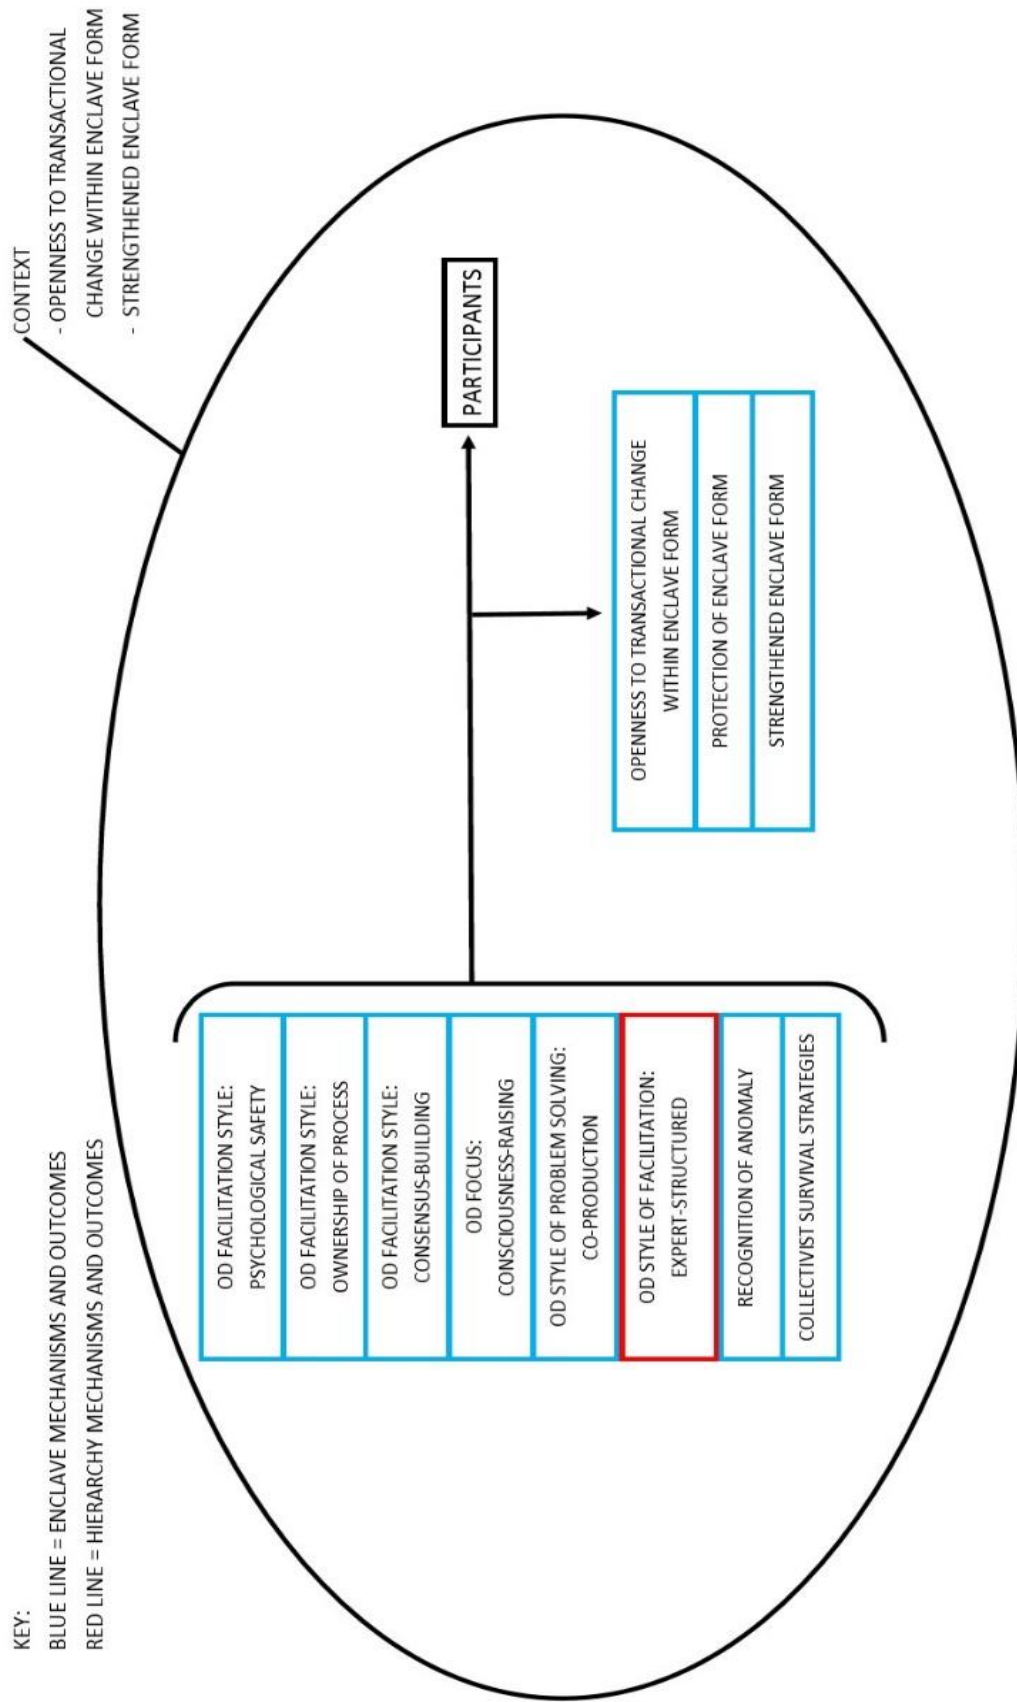 KEY:
BLUE LINE = ENCLAVE MECHANISMS AND OUTCOMES
RED LINE = HIERARCHY MECHANISMS AND OUTCOMES
CONTEXT
- OPENNESS TO TRANSACTIONAL
CHANGE WITHIN ENCLAVE FORM
- STRENGTHENED ENCLAVE FORM
OD FACILITATION STYLE:
PSYCHOLOGICAL SAFETY
OD FACILITATION STYLE:
OWNERSHIP OF PROCESS
OD FACILITATION STYLE:
CONSENSUS-BUILDING
OD FOCUS:
CONSCIOUSNESS-RAISING
OD STYLE OF PROBLEM SOLVING:
CO-PRODUCTION
OD STYLE OF FACILITATION:
EXPERT-STRUCTURED
RECOGNITION OF ANOMALY
COLLECTIVIST SURVIVAL STRATEGIES
PARTICIPANTS
OPENNESS TO TRANSACTIONAL CHANGE
WITHIN ENCLAVE FORM
PROTECTION OF ENCLAVE FORM
STRENGTHENED ENCLAVE FORM